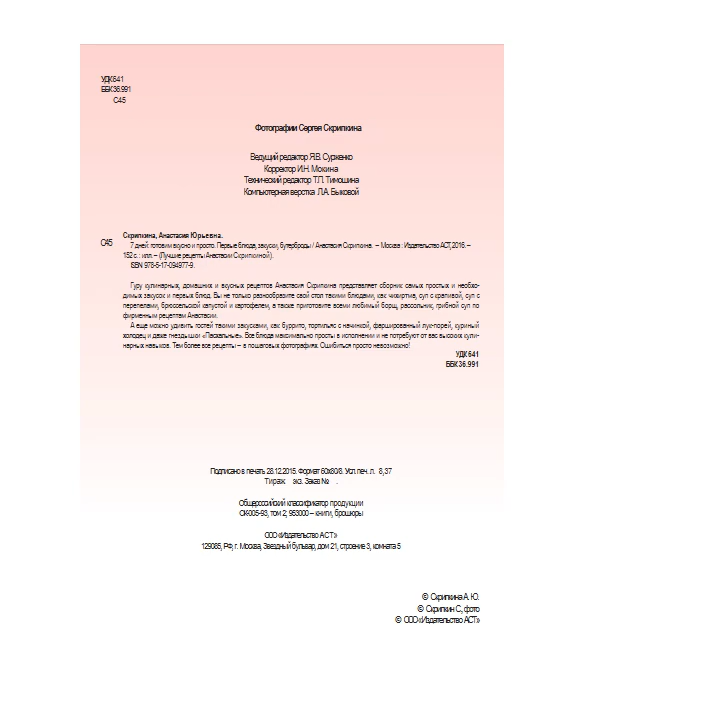 УДК 641
ББК 36.991
С45
Фотографии Сергея Скрипкина
Ведущий редактор Я.В. Сурженко
Корректор И.Н. Мокина
Технический редактор Т.П. Тимошина
Компьютерная верстка Л.А. Быковой
Скрипкина, Анастасия Юрьевна.
С45 7 дней: готовим вкусно и просто. Первые блюда, закуски, бутерброды / Анастасия Скрипкина. – Москва : Издательство АСТ, 2016. –
152 с. : илл. – (Лучшие рецепты Анастасии Скрипкиной).
ISBN 978-5-17-094977-9.
Гуру кулинарных, домашних и вкусных рецептов Анастасия Скрипкина представляет сборник самых простых и необхо-
димых закусок и первых блюд. Вы не только разнообразите свой стол такими блюдами, как чихиртма, суп с крапивой, суп с
перепелами, брюссельской капустой и картофелем, а также приготовите всеми любимый борщ, рассольник, грибной суп по
фирменным рецептам Анастасии.
А еще можно удивить гостей такими закусками, как буррито, тортильяс с начинкой, фаршированный лук-порей, куриный
холодец и даже гнездышки «Пасхальные». Все блюда максимально просты в исполнении и не потребуют от вас высоких кули-
нарных навыков. Тем более все рецепты – в пошаговых фотографиях. Ошибиться просто невозможно!
УДК 641
ББК 36.991
Подписано в печать 28.12.2015. Формат 60x80/8. Усл. печ. л. 8,37
Тираж экз. Заказ № .
Общероссийский классификатор продукции
ОК-005-93, том 2; 953000 – книги, брошюры
ООО «Издательство АСТ»
129085, РФ, г. Москва, Звездный бульвар, дом 21, строение 3, комната 5
© Скрипкина А. Ю.
© Скрипкин С., фото
© ООО «Издательство АСТ»